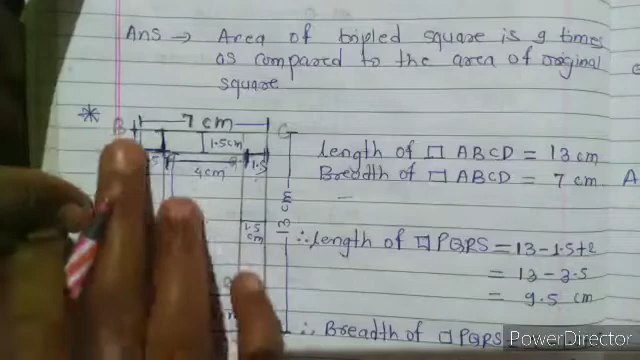 Ans → Area of tripled square is 9 times
as compared to the area of original
square
* 7 cm
B C
1.5cm
4cm 1.5
Length of □ ABCD = 13 cm
Breadth of □ ABCD = 7 cm A
13 cm
1.5 cm
∴ Length of □ PQRS = 13 - 1.5+2
= 13 - 3.5
= 9.5 cm
∴ Breadth of □ PQRS
PowerDirector